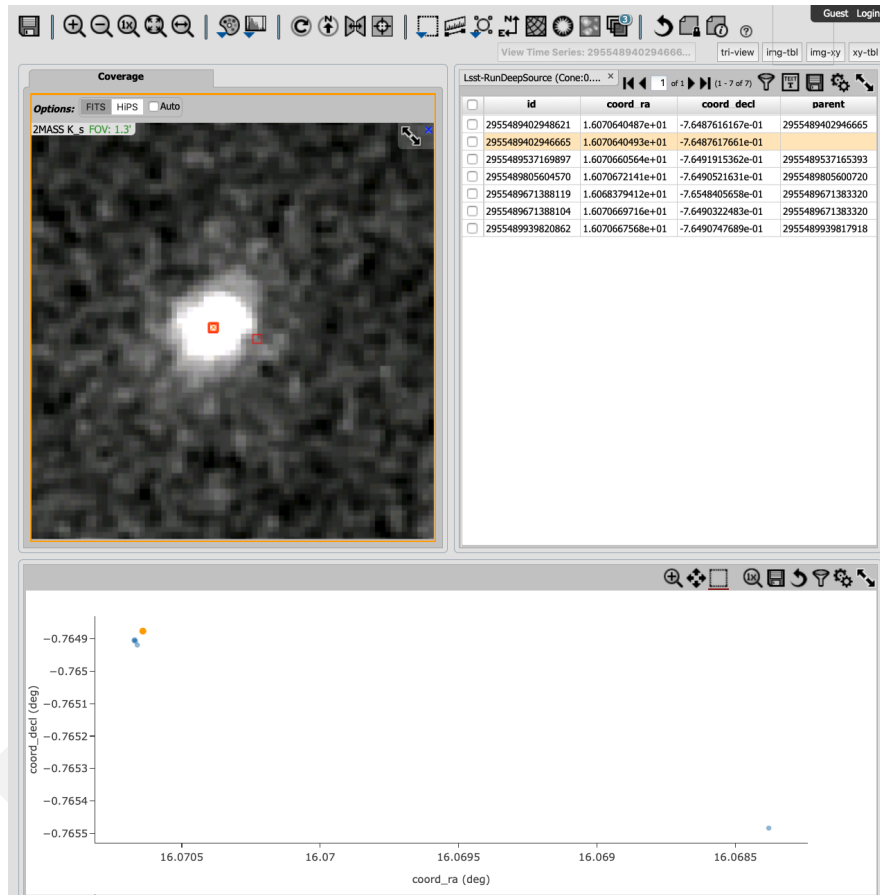 Guest Login
View Time Series: 295548940294666...
tri-view img-tbl img-xy xy-tbl
Coverage
Options: FITS HiPS Auto
2MASS K_s FOV: 1.3'
Lsst-RunDeepSource (Cone:0.... × 1 of 1 (1 - 7 of 7)
id coord_ra coord_decl parent
2955489402948621 1.6070640487e+01 -7.6487616167e-01 2955489402946665
2955489402946665 1.6070640493e+01 -7.6487617661e-01
2955489537169897 1.6070660564e+01 -7.6491915362e-01 2955489537165393
2955489805604570 1.6070672141e+01 -7.6490521631e-01 2955489805600720
2955489671388119 1.6068379412e+01 -7.6548405658e-01 2955489671383320
2955489671388104 1.6070669716e+01 -7.6490322483e-01 2955489671383320
2955489939820862 1.6070667568e+01 -7.6490747689e-01 2955489939817918
−0.7649
−0.765
−0.7651
−0.7652
−0.7653
−0.7654
−0.7655
coord_decl (deg)
16.0705 16.07 16.0695 16.069 16.0685
coord_ra (deg)